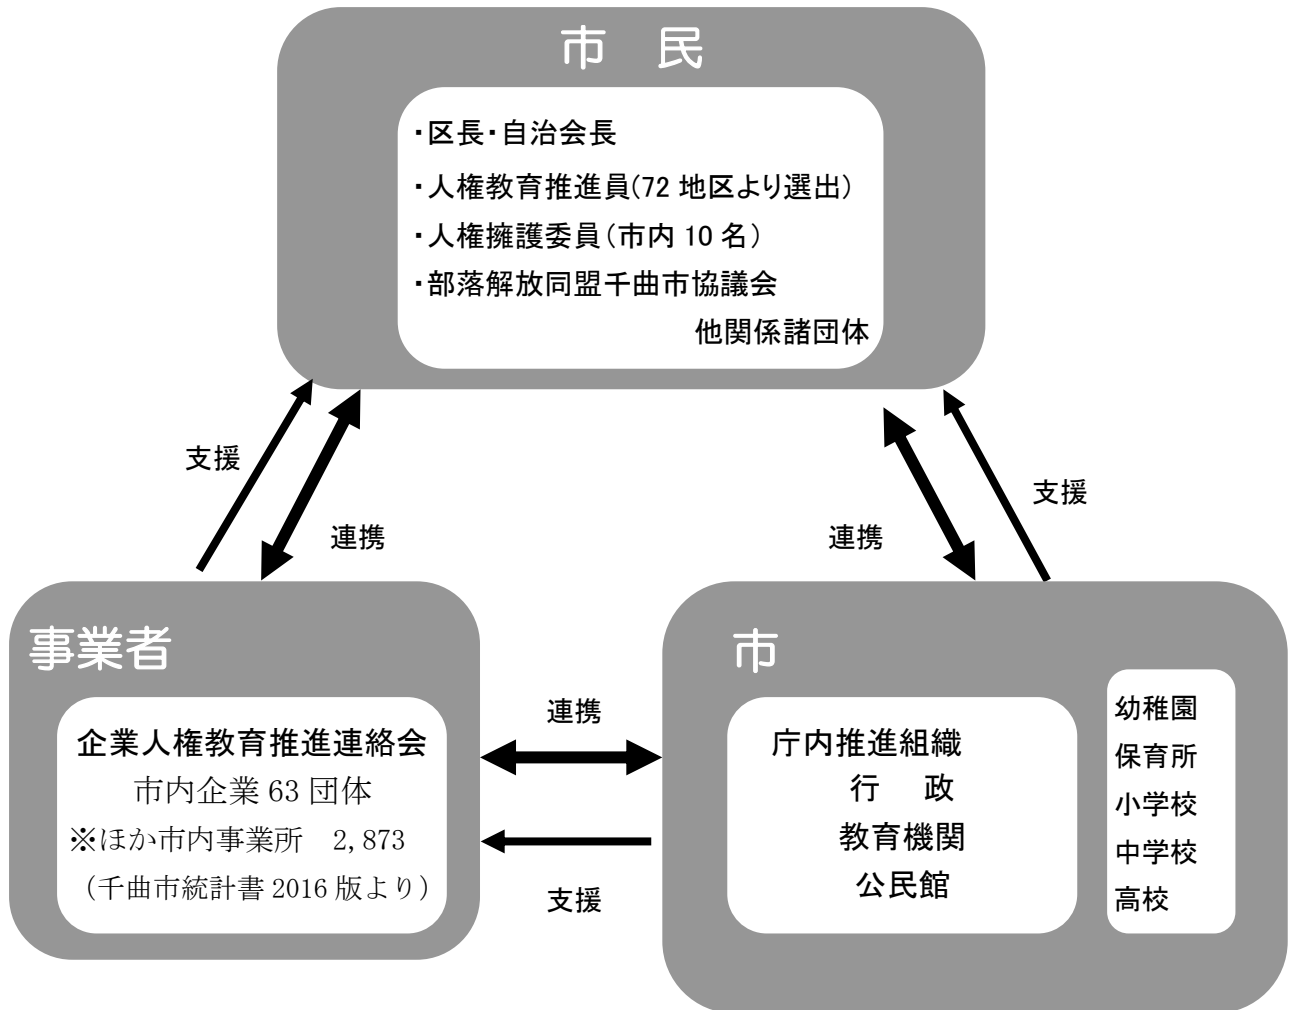 市　民
・区長・自治会長
・人権教育推進員(72 地区より選出)
・人権擁護委員(市内 10 名)
・部落解放同盟千曲市協議会
他関係諸団体
支援
連携
連携
支援
事業者
企業人権教育推進連絡会
市内企業 63 団体
※ほか市内事業所　2,873
(千曲市統計書 2016 版より)
連携
支援
市
庁内推進組織
行　政
教育機関
公民館
幼稚園
保育所
小学校
中学校
高校